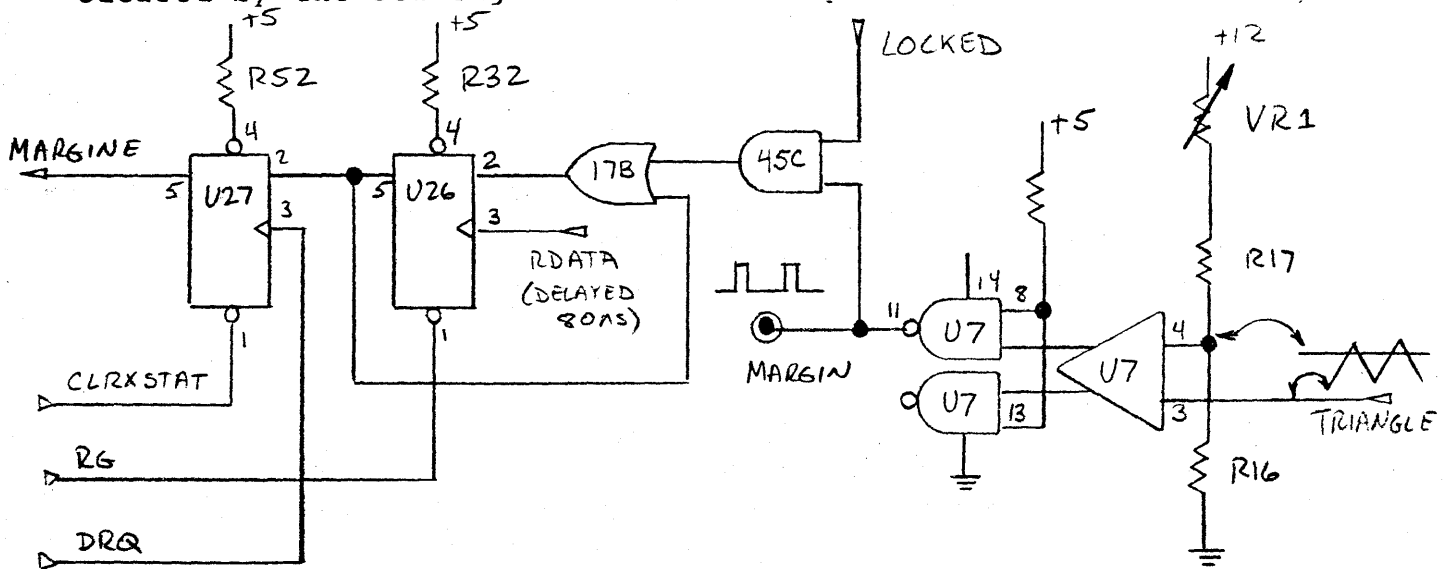 +5
+5
R52
R32
LOCKED
+12
VR1
+5
MARGINE
4
4
2
2
5
5
U27
U26
3
3
17B
45C
RDATA
(DELAYED
80ns)
1
1
R17
14
8
11
U7
U7
U7
13
4
3
MARGIN
TRIANGLE
R16
CLRXSTAT
RG
DRQ